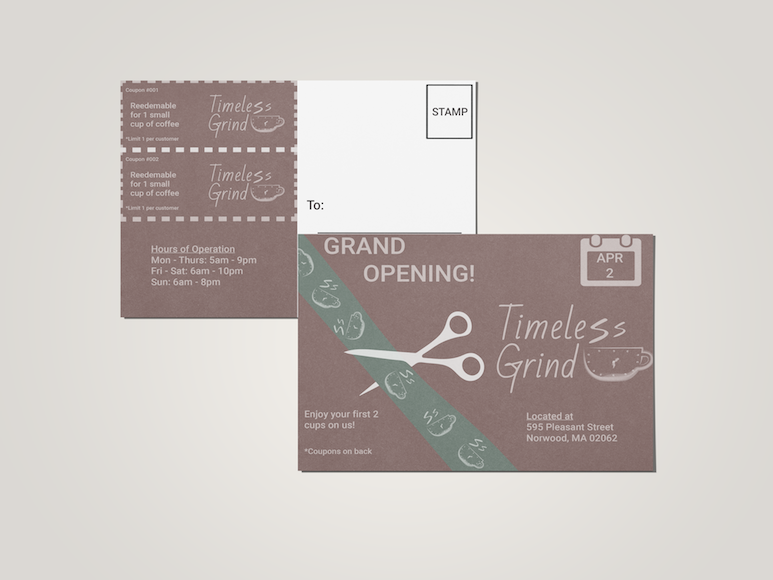 Coupon #001
Reedemable
for 1 small
cup of coffee
*Limit 1 per customer
Timeless
Grind
Coupon #002
Reedemable
for 1 small
cup of coffee
*Limit 1 per customer
Timeless
Grind
Hours of Operation
Mon - Thurs: 5am - 9pm
Fri - Sat: 6am - 10pm
Sun: 6am - 8pm
STAMP
To:
GRAND
OPENING!
APR
2
Timeless
Grind
Enjoy your first 2
cups on us!
*Coupons on back
Located at
595 Pleasant Street
Norwood, MA 02062